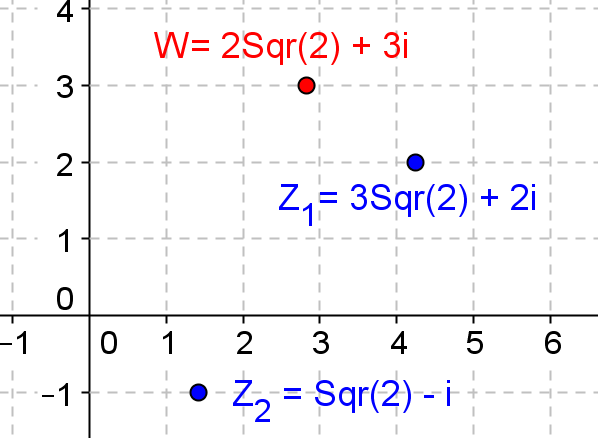 4
W= 2Sqr(2) + 3i
3
2
Z₁= 3Sqr(2) + 2i
1
0
−1 0 1 2 3 4 5 6
−1 Z₂ = Sqr(2) - i